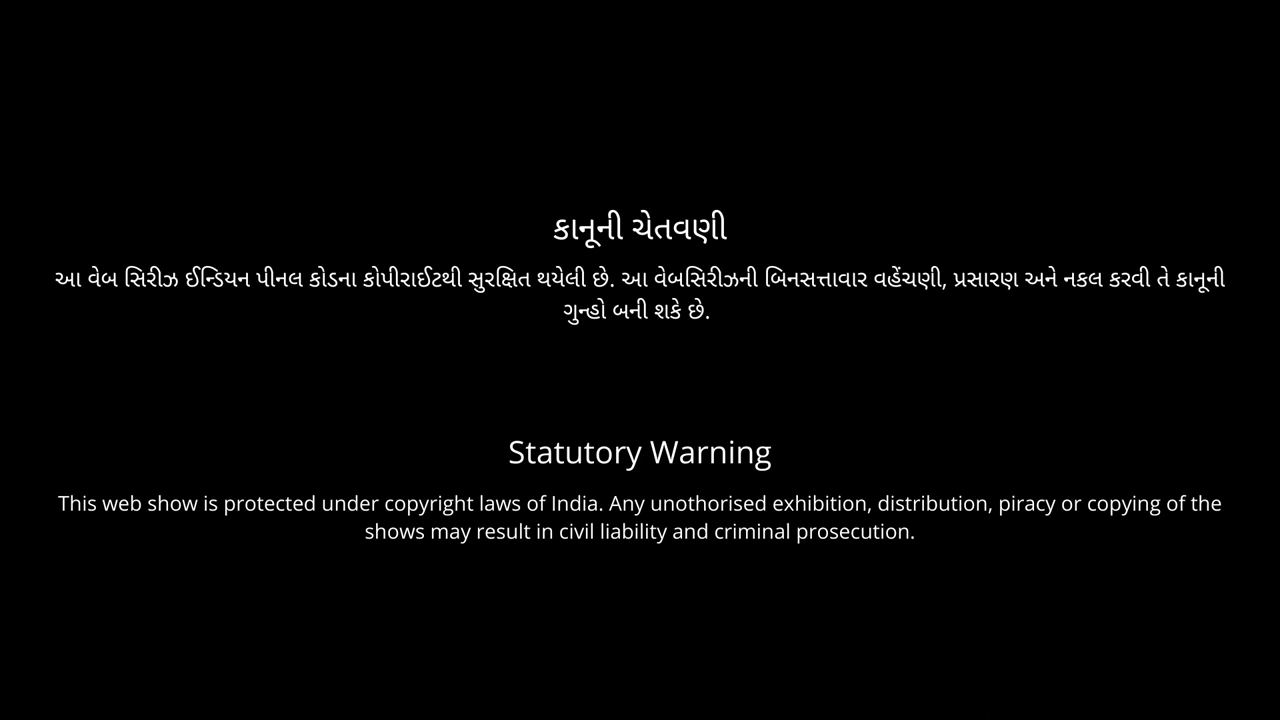 કાનૂની ચેતવણી
આ વેબ સિરીઝ ઈન્ડિયન પીનલ કોડના કોપીરાઈટથી સુરક્ષિત થયેલી છે. આ વેબસિરીઝની બિનસત્તાવાર વહેંચણી, પ્રસારણ અને નકલ કરવી તે કાનૂની
ગુન્હો બની શકે છે.
Statutory Warning
This web show is protected under copyright laws of India. Any unothorised exhibition, distribution, piracy or copying of the
shows may result in civil liability and criminal prosecution.